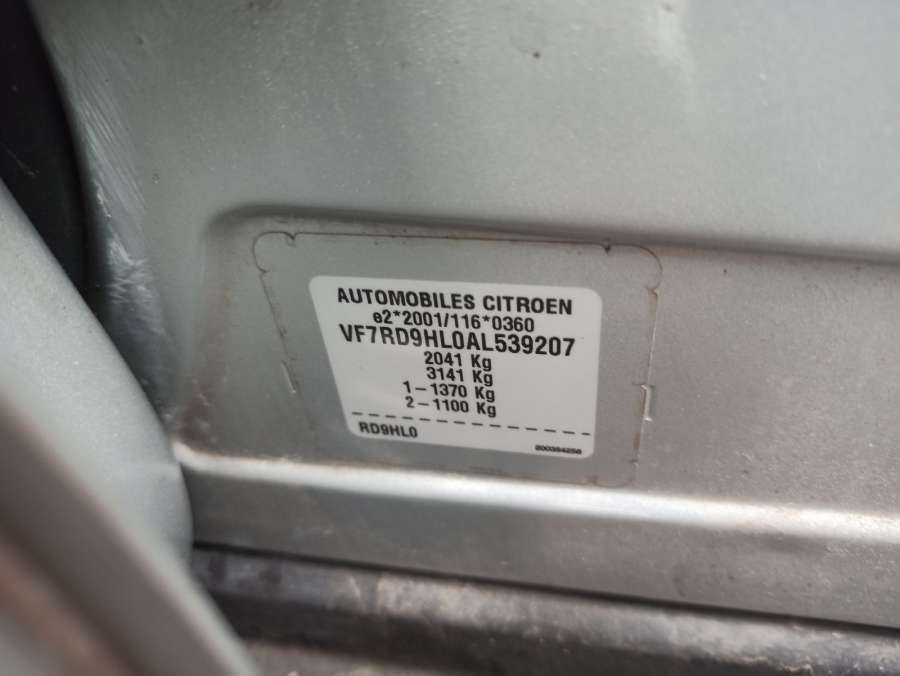 AUTOMOBILES CITROEN
e2*2001/116*0360
VF7RD9HL0AL539207
2041 Kg
3141 Kg
1-1370 Kg
2-1100 Kg
RD9HL0